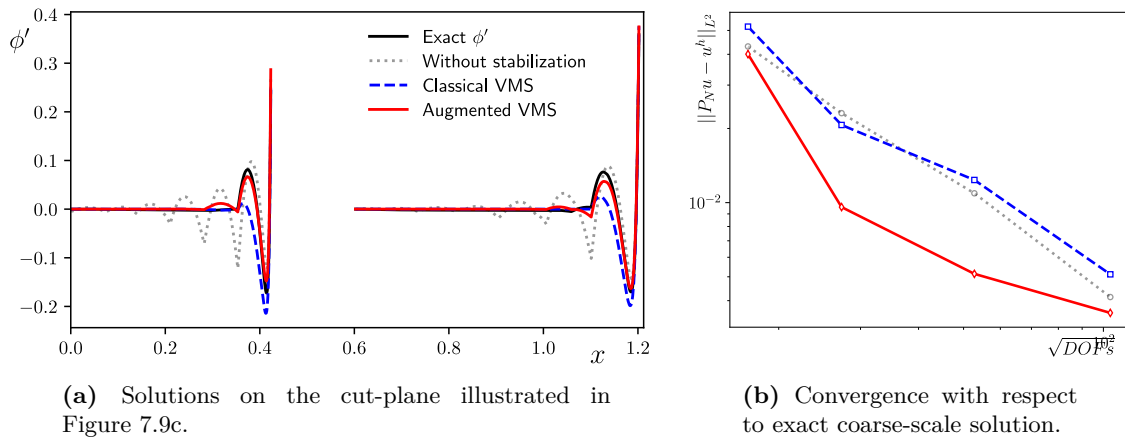 0.4
ϕ′
0.3
0.2
0.1
0.0
−0.1
−0.2
0.0
0.2
0.4
0.6
0.8
1.0
1.2
x
Exact ϕ′
Without stabilization
Classical VMS
Augmented VMS
(a) Solutions on the cut-plane illustrated in
Figure 7.9c.
||P_N u − u^h||_{L^2}
10^{−2}
√DOFs
10^2
(b) Convergence with respect
to exact coarse-scale solution.